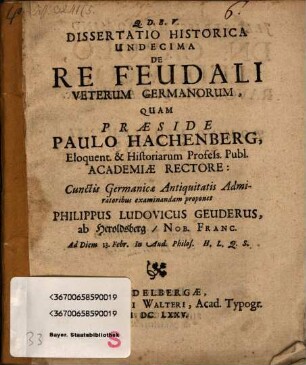 6.
Q. D. B. V.
DISSERTATIO HISTORICA
UNDECIMA
DE
RE FEUDALI
VETERUM GERMANORUM,
QUAM
PRÆSIDE
PAULO HACHENBERG,
Eloquent. & Historiarum Profess. Publ.
ACADEMIÆ RECTORE:
Cunctis Germanicæ Antiquitatis Admi-
ratoribus examinandam proponet
PHILIPPUS LUDOVICUS GEUDERUS,
ab Heroldsberg / NOB. FRANC.
Ad Diem 13. Febr. In Aud. Philos. H. L. Q. S.
DELBERGÆ,
I WALTERI, Acad. Typogr.
DC LXXV.
<36700658590019
<36700658590019
Bayer. Staatsbibliothek
S